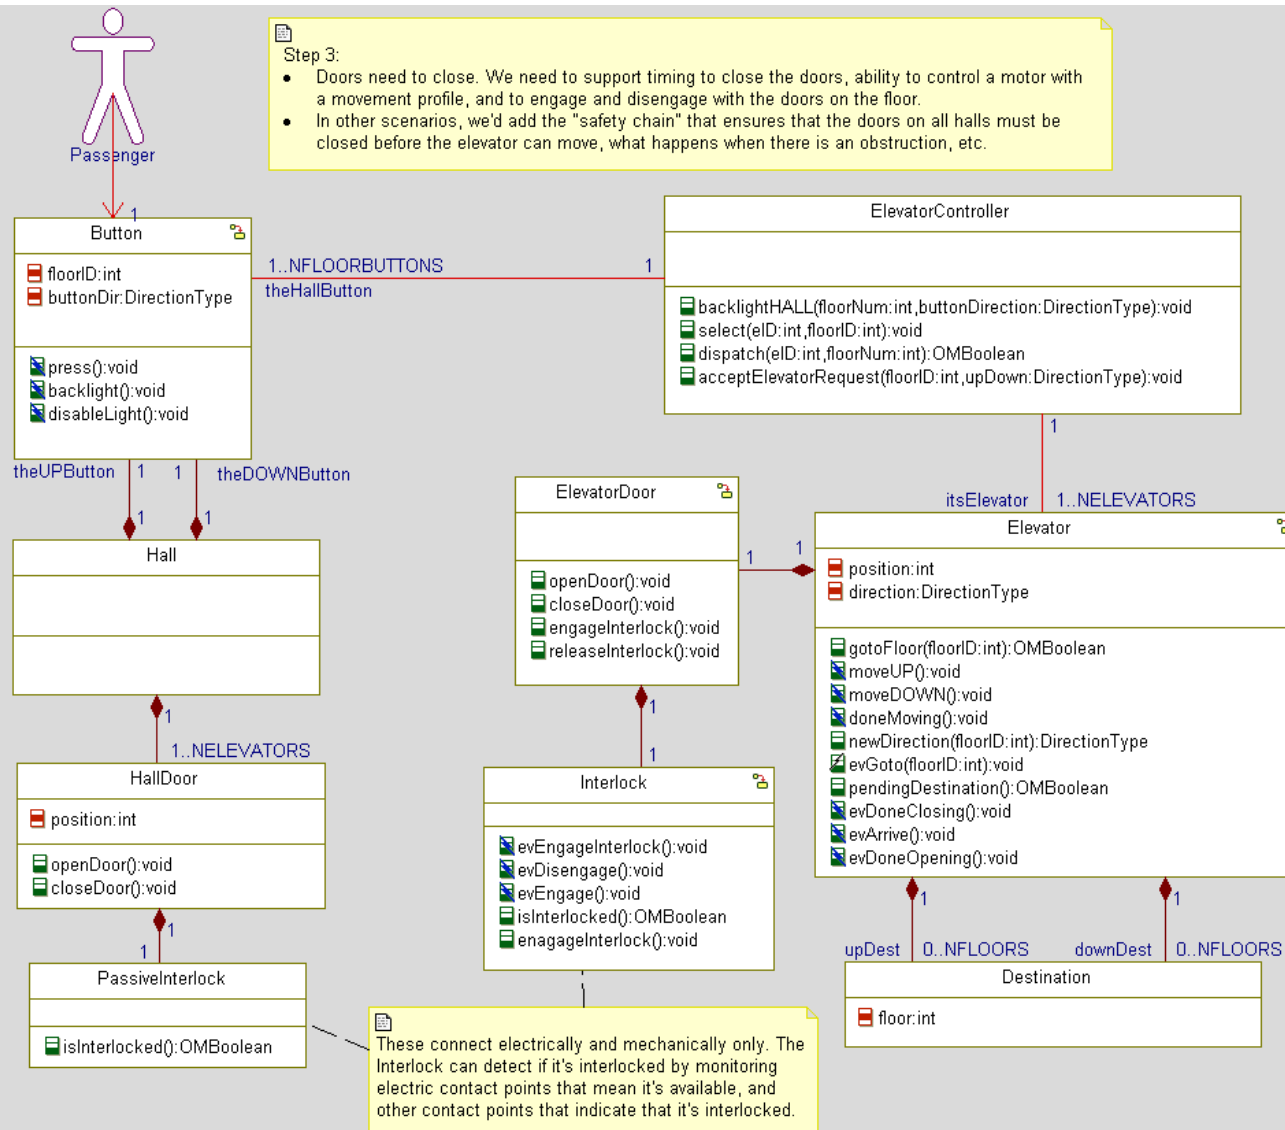 Passenger
Step 3:
• Doors need to close. We need to support timing to close the doors, ability to control a motor with
a movement profile, and to engage and disengage with the doors on the floor.
• In other scenarios, we'd add the "safety chain" that ensures that the doors on all halls must be
closed before the elevator can move, what happens when there is an obstruction, etc.
1
Button
floorID:int
buttonDir:DirectionType
press():void
backlight():void
disableLight():void
1..NFLOORBUTTONS
theHallButton
1
ElevatorController
backlightHALL(floorNum:int,buttonDirection:DirectionType):void
select(eID:int,floorID:int):void
dispatch(eID:int,floorNum:int):OMBoolean
acceptElevatorRequest(floorID:int,upDown:DirectionType):void
1
itsElevator
1..NELEVATORS
theUPButton
1
1
theDOWNButton
1
1
Hall
1
1..NELEVATORS
HallDoor
position:int
openDoor():void
closeDoor():void
1
1
PassiveInterlock
isInterlocked():OMBoolean
ElevatorDoor
openDoor():void
closeDoor():void
engageInterlock():void
releaseInterlock():void
1
1
1
1
Interlock
evEngageInterlock():void
evDisengage():void
evEngage():void
isInterlocked():OMBoolean
enagageInterlock():void
These connect electrically and mechanically only. The
Interlock can detect if it's interlocked by monitoring
electric contact points that mean it's available, and
other contact points that indicate that it's interlocked.
Elevator
position:int
direction:DirectionType
gotoFloor(floorID:int):OMBoolean
moveUP():void
moveDOWN():void
doneMoving():void
newDirection(floorID:int):DirectionType
evGoto(floorID:int):void
pendingDestination():OMBoolean
evDoneClosing():void
evArrive():void
evDoneOpening():void
1
1
upDest
0..NFLOORS
downDest
0..NFLOORS
Destination
floor:int